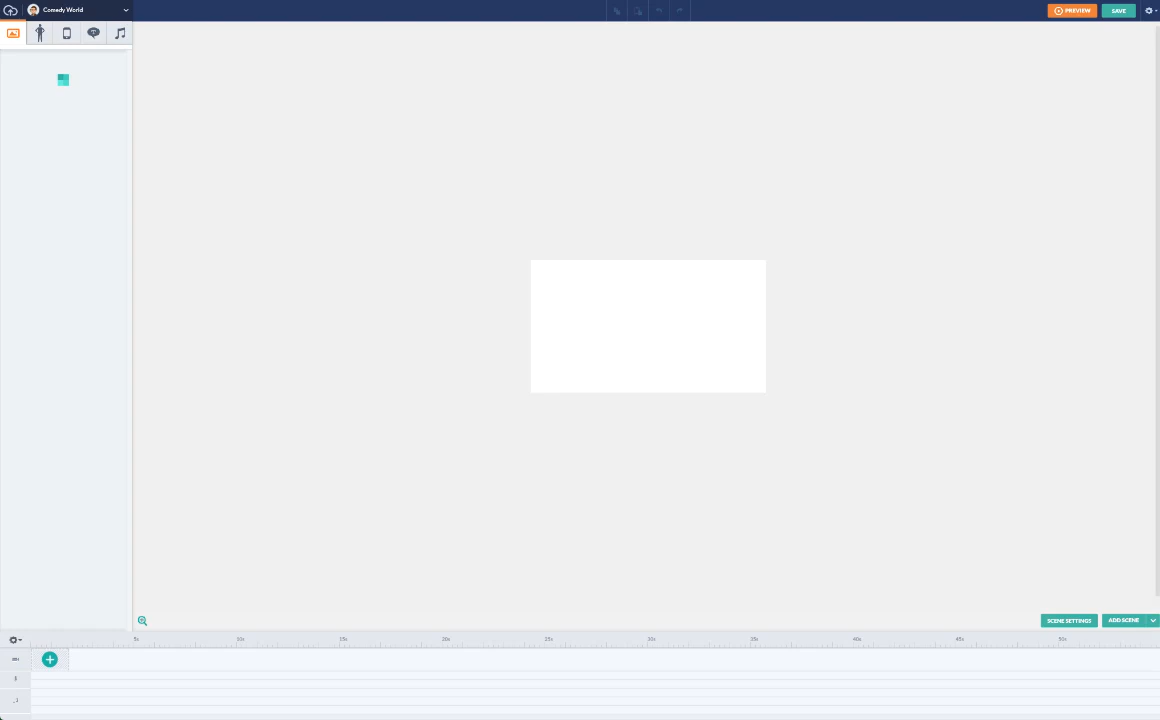 Comedy World
PREVIEW
SAVE
SCENE SETTINGS
ADD SCENE
5s
10s
15s
20s
25s
30s
35s
40s
45s
50s